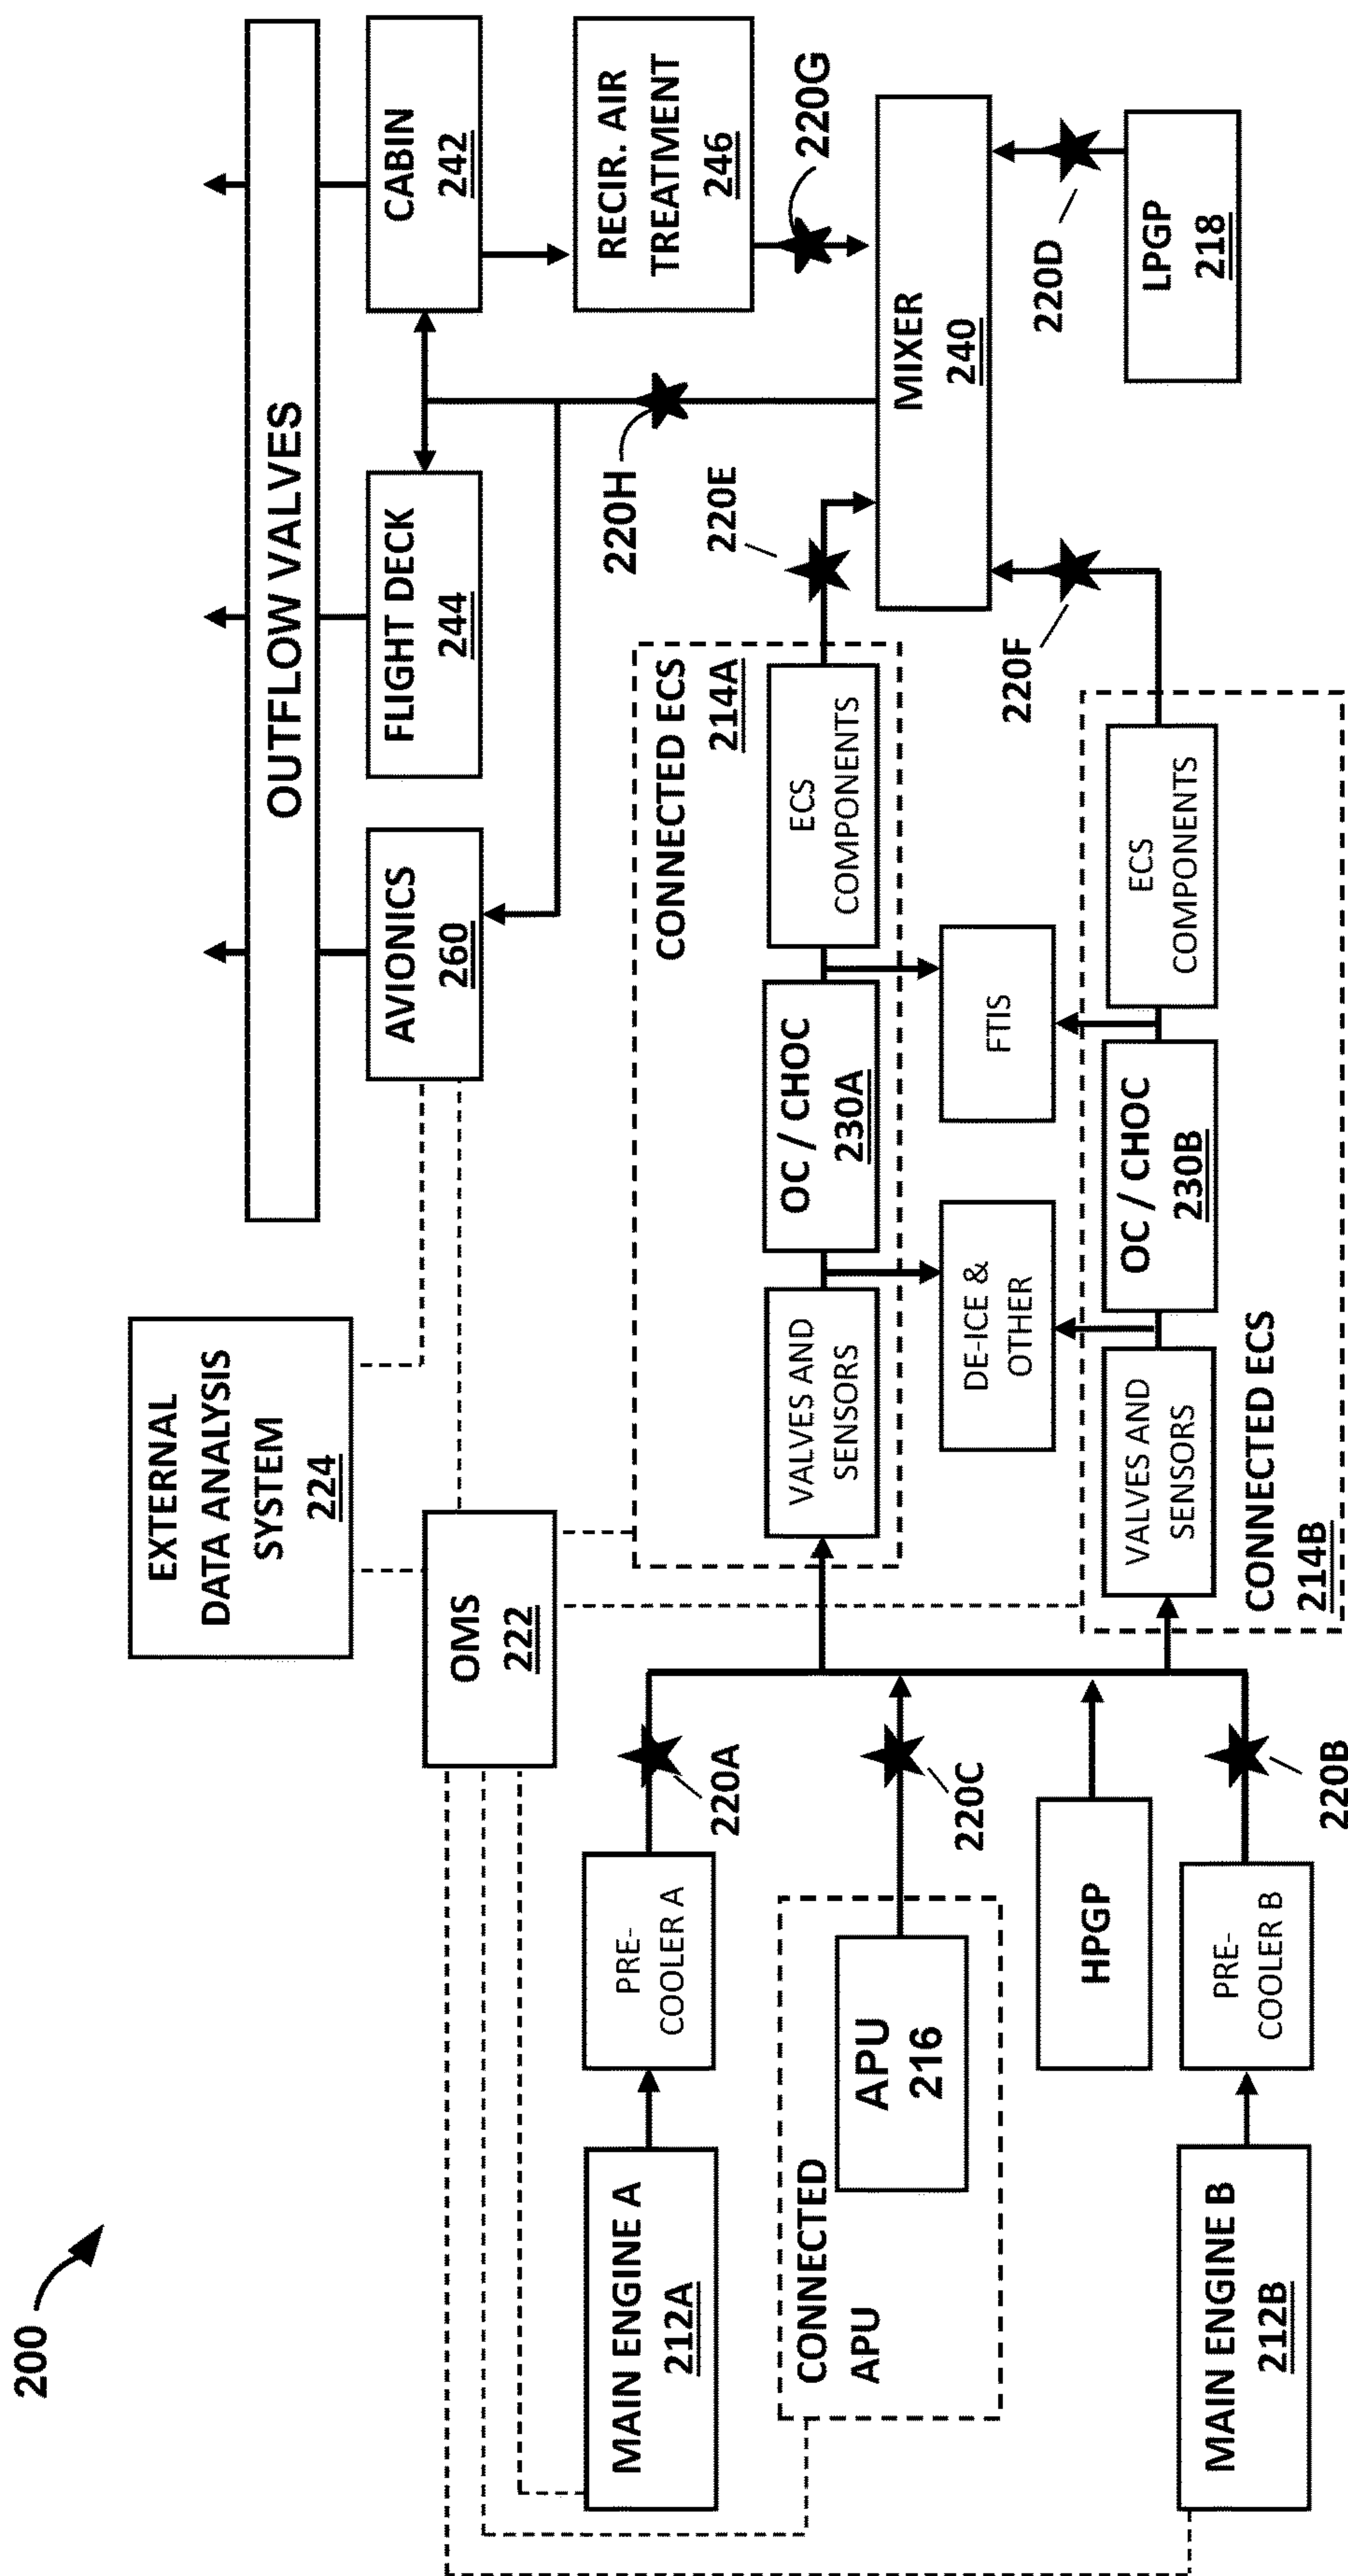 200
OUTFLOW VALVES
EXTERNAL
DATA ANALYSIS
SYSTEM
224
AVIONICS
260
FLIGHT DECK
244
CABIN
242
OMS
222
RECIR. AIR
TREATMENT
246
220G
220H
220E
CONNECTED ECS
214A
VALVES AND
SENSORS
OC / CHOC
230A
ECS
COMPONENTS
MIXER
240
MAIN ENGINE A
212A
PRE-
COOLER A
220A
CONNECTED
APU
APU
216
220C
DE-ICE &
OTHER
FTIS
220F
220D
LPGP
218
HPGP
VALVES AND
SENSORS
OC / CHOC
230B
ECS
COMPONENTS
CONNECTED ECS
214B
MAIN ENGINE B
212B
PRE-
COOLER B
220B